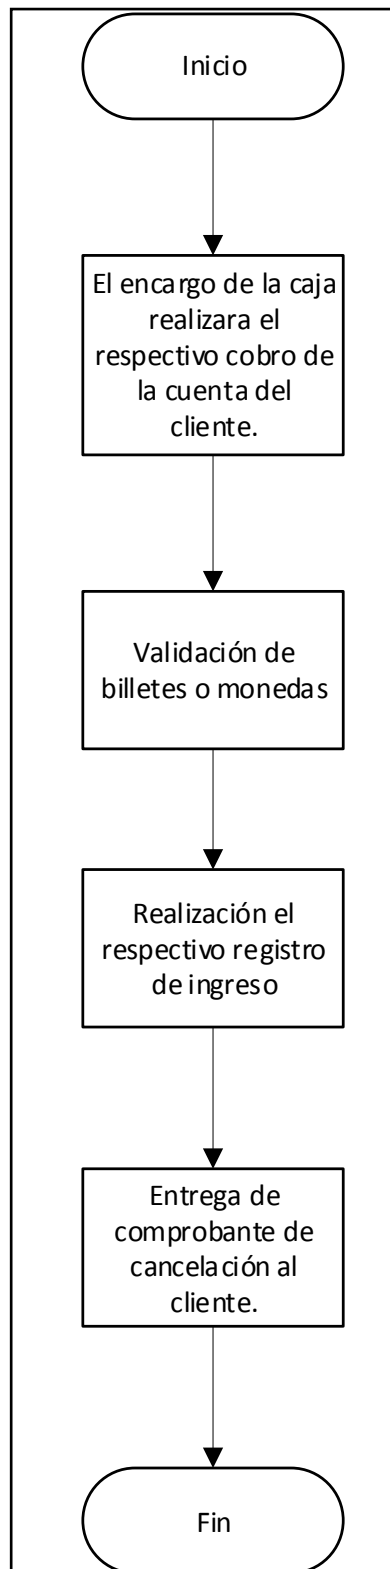 Inicio
El encargo de la caja
realizara el
respectivo cobro de
la cuenta del
cliente.
Validación de
billetes o monedas
Realización el
respectivo registro
de ingreso
Entrega de
comprobante de
cancelación al
cliente.
Fin